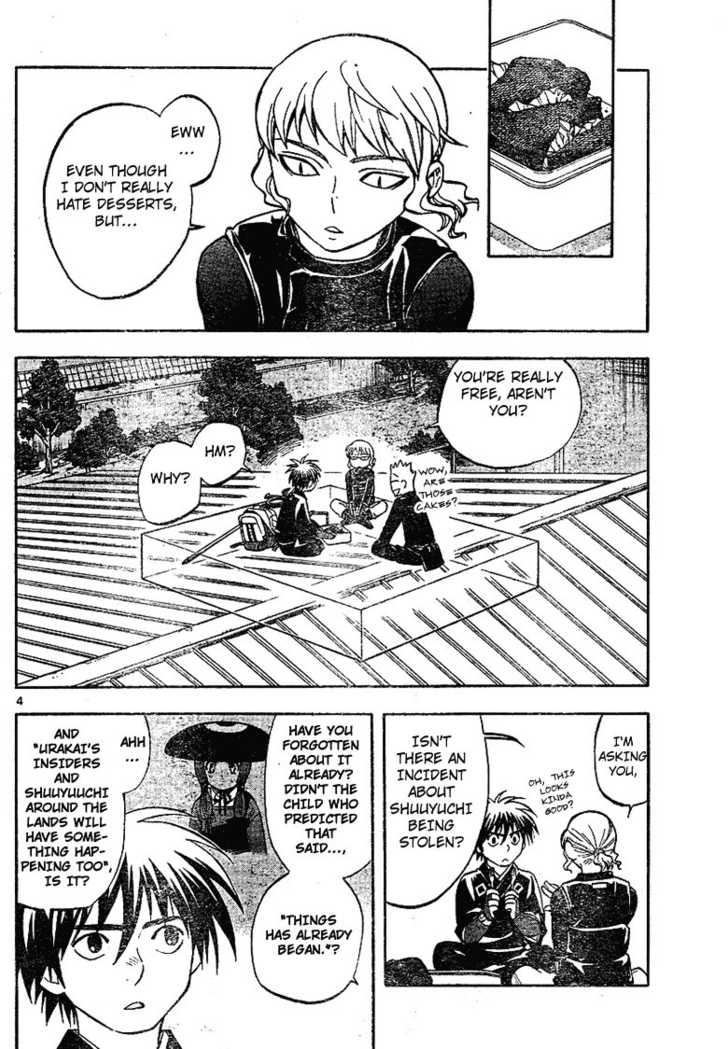 EWW
...
EVEN THOUGH
I DON'T REALLY
HATE DESSERTS,
BUT...
YOU'RE REALLY
FREE, AREN'T
YOU?
HM?
WHY?
WOW,
ARE
THOSE
CAKES?
4
I'M
ASKING
YOU,
OH, THIS
LOOKS
KINDA
GOOD?
ISN'T
THERE AN
INCIDENT
ABOUT
SHUUYUCHI
BEING
STOLEN?
HAVE YOU
FORGOTTEN
ABOUT IT
ALREADY?
DIDN'T THE
CHILD WHO
PREDICTED
THAT
SAID...,
"THINGS
HAS ALREADY
BEGAN."?
AHH
...
AND
"URAKAI'S
INSIDERS
AND
SHUUYUUCHI
AROUND THE
LANDS WILL
HAVE SOME-
THING HAP-
PENING TOO",
IS IT?